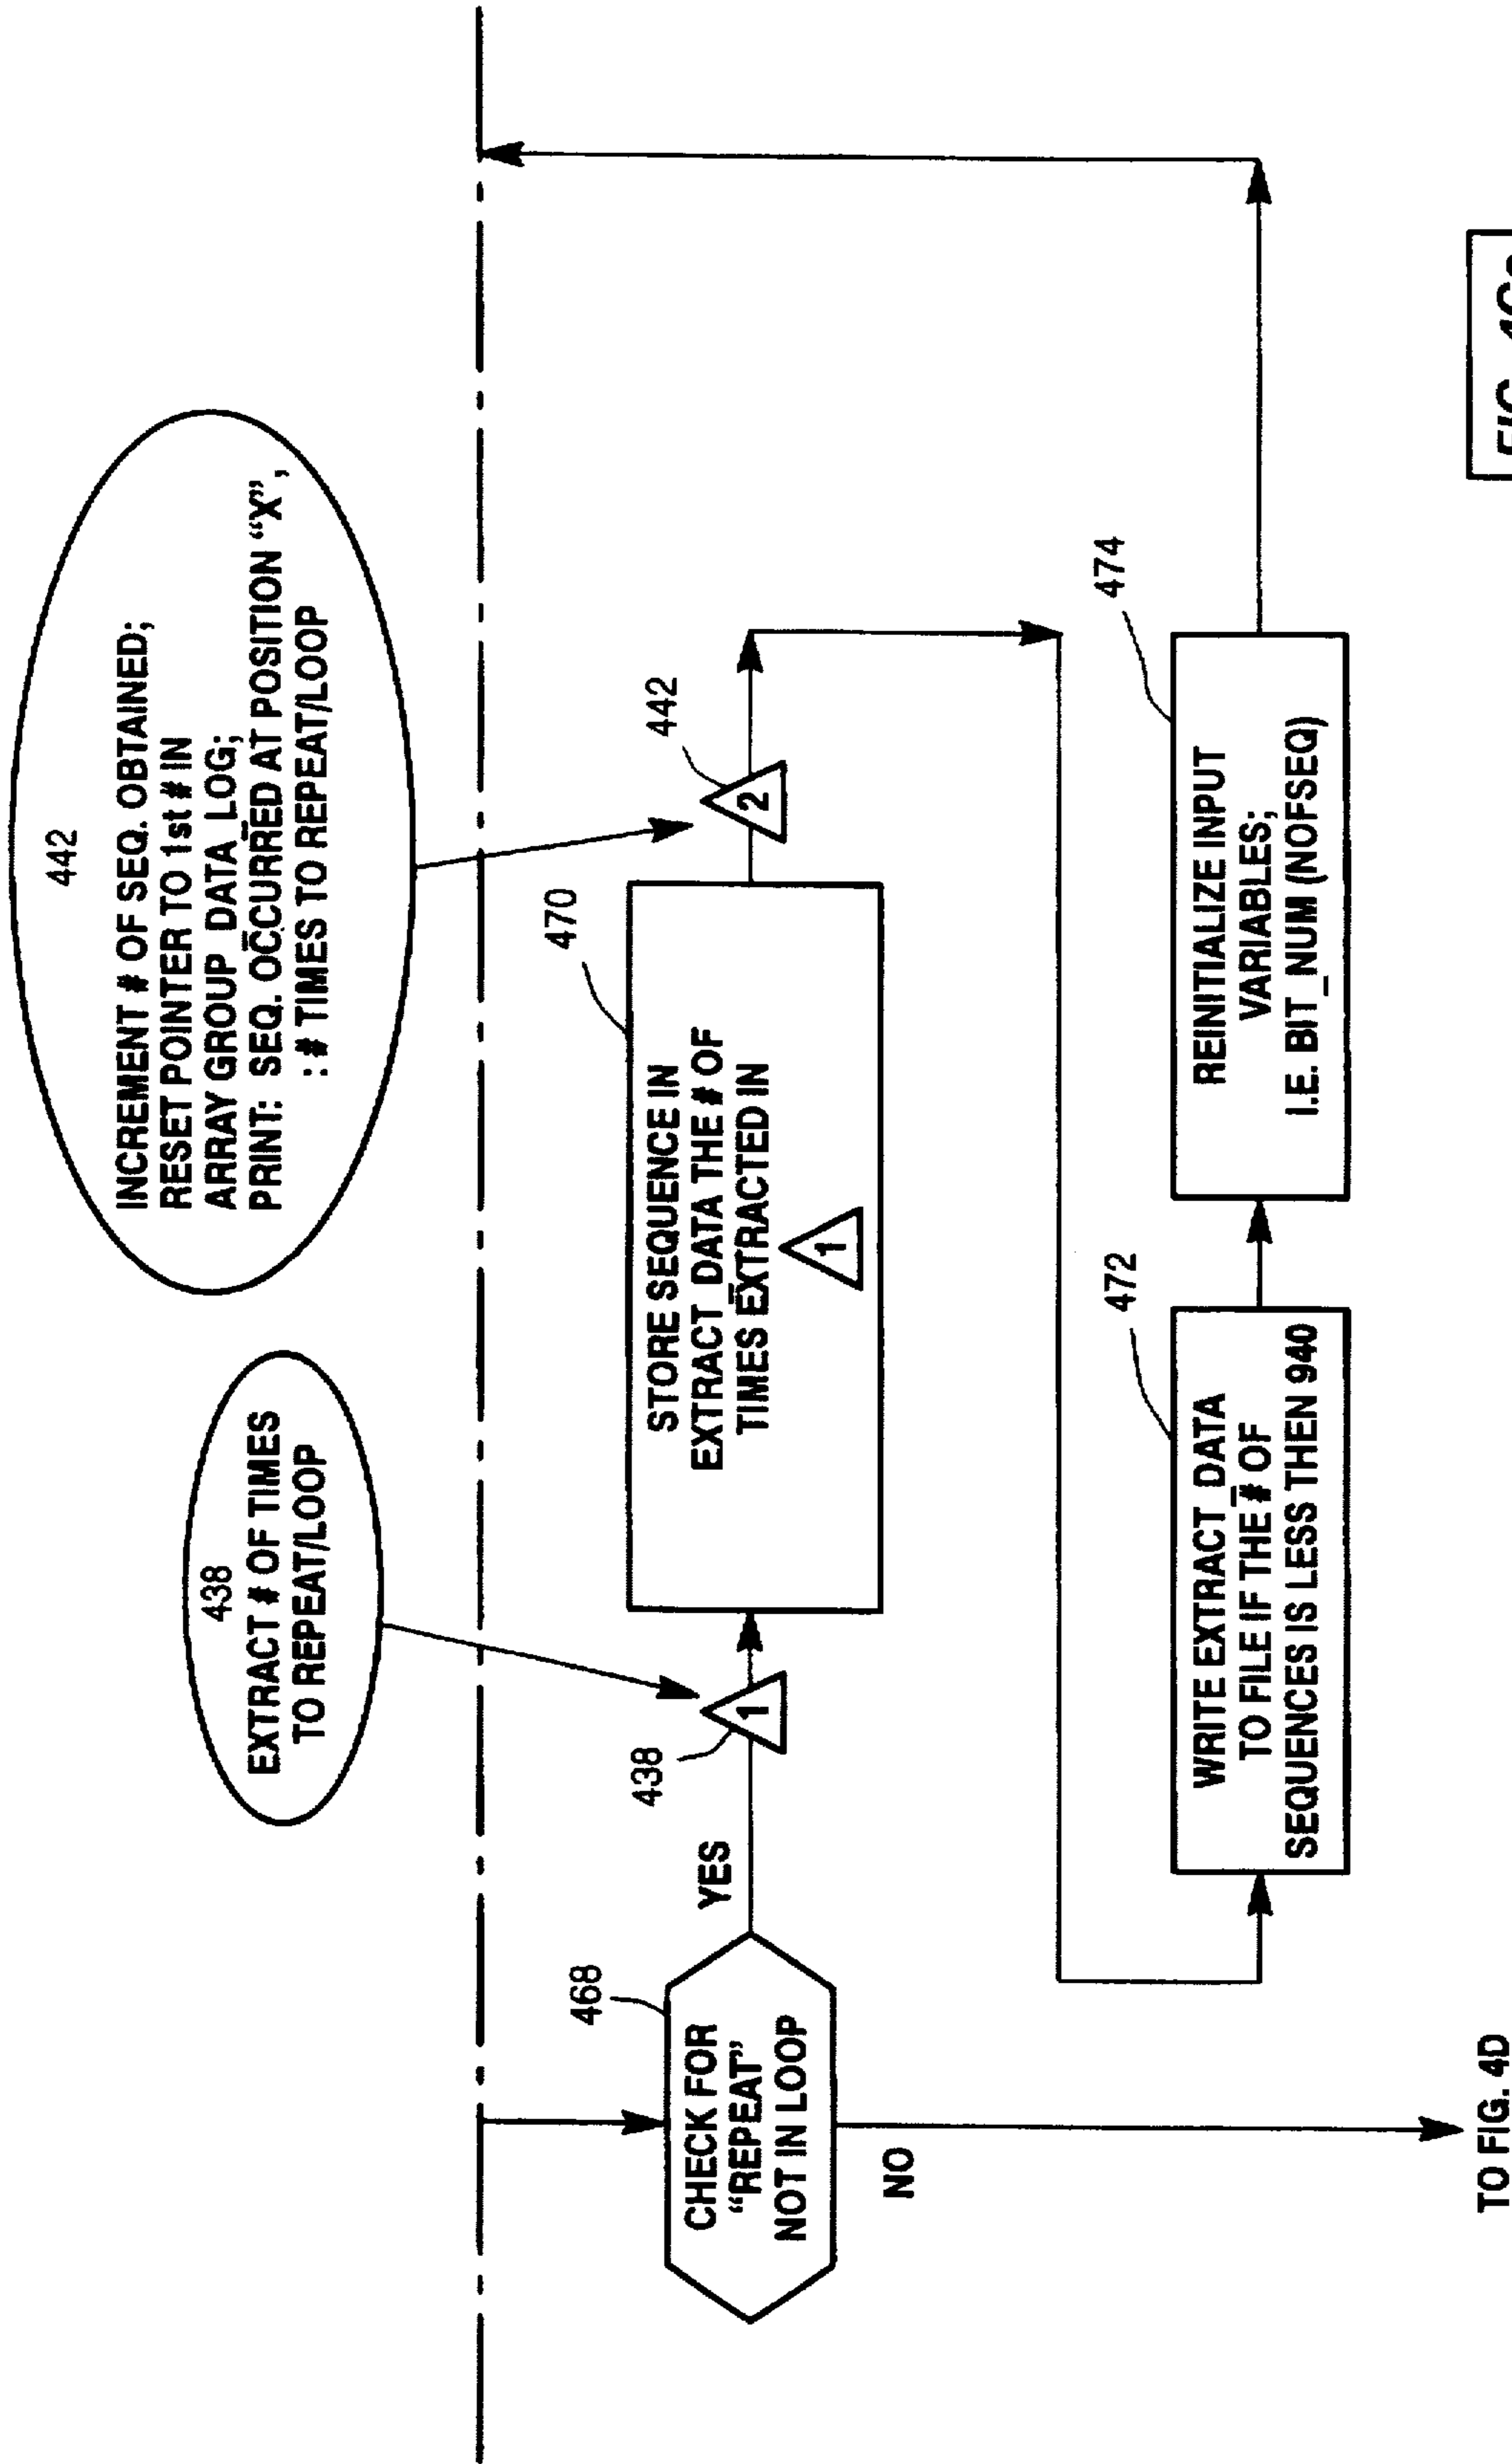 438
EXTRACT # OF TIMES
TO REPEAT/LOOP
442
INCREMENT # OF SEQ. OBTAINED;
RESET POINTER TO 1st # IN
ARRAY GROUP_DATA_LOG;
PRINT: SEQ. OCCURRED AT POSITION “X”,
: # TIMES TO REPEAT/LOOP
468
CHECK FOR
“REPEAT”
NOT IN LOOP
YES
NO
438
1
470
STORE SEQUENCE IN
EXTRACT_DATA THE # OF
TIMES EXTRACTED IN
1
442
2
472
WRITE EXTRACT_DATA
TO FILE IF THE # OF
SEQUENCES IS LESS THEN 940
474
REINITIALIZE INPUT
VARIABLES;
I.E. BIT_NUM (NOFSEQ)
TO FIG. 4D
FIG.